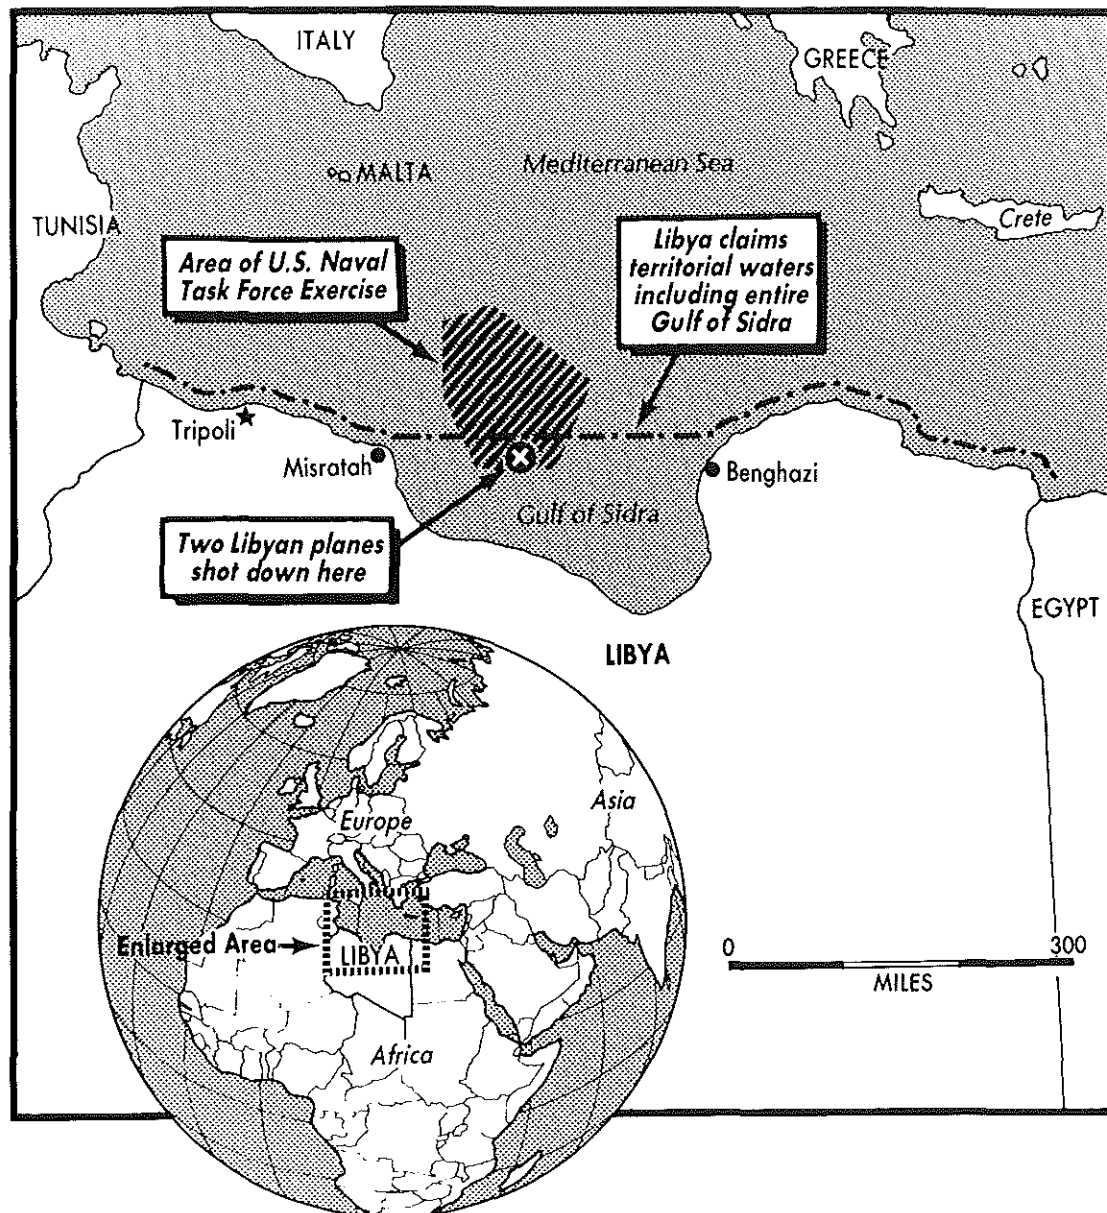 ITALY
GREECE
MALTA
Mediterranean Sea
TUNISIA
Crete
Area of U.S. Naval
Task Force Exercise
Libya claims
territorial waters
including entire
Gulf of Sidra
Tripoli
Misratah
Benghazi
Gulf of Sidra
Two Libyan planes
shot down here
EGYPT
LIBYA
Asia
Europe
Enlarged Area
LIBYA
Africa
0
300
MILES